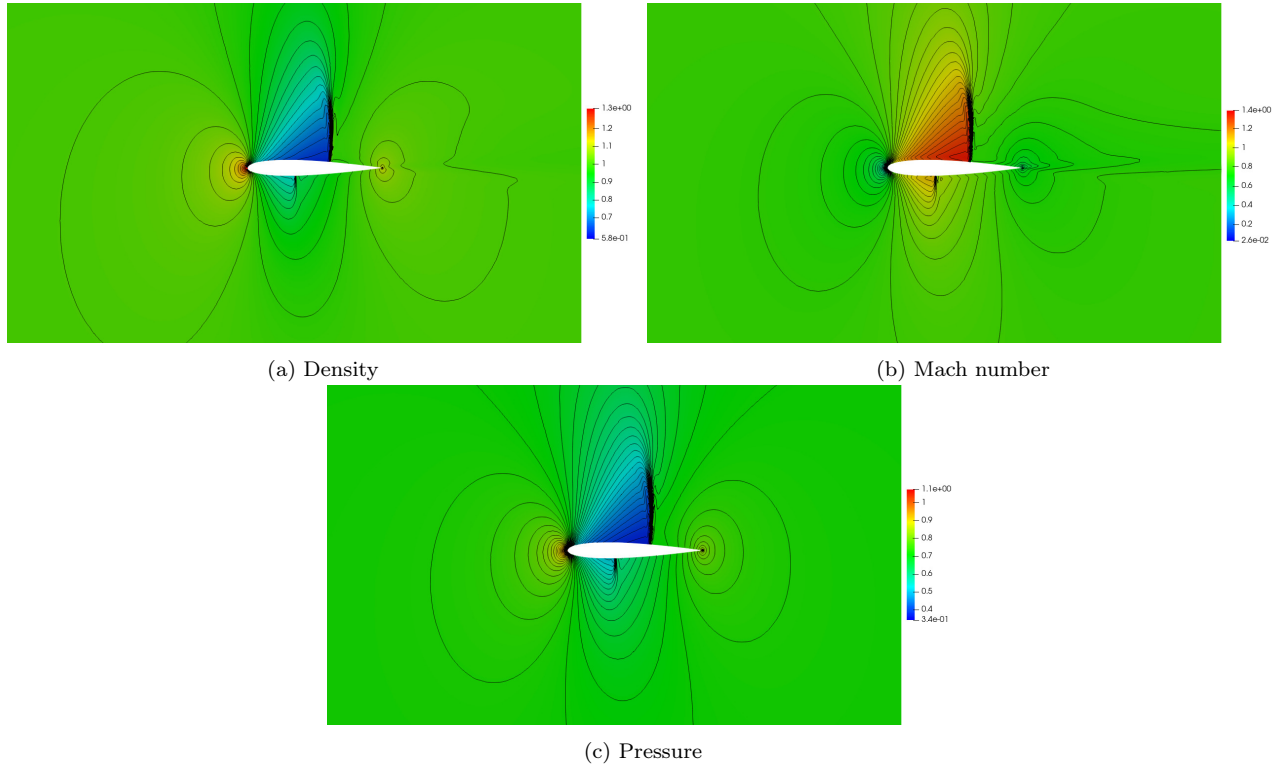 1.3e+00
1.2
1.1
1
0.9
0.8
0.7
5.8e-01
1.4e+00
1.2
1
0.8
0.6
0.4
0.2
2.6e-02
(a) Density
(b) Mach number
1.1e+00
1
0.9
0.8
0.7
0.6
0.5
0.4
3.4e-01
(c) Pressure